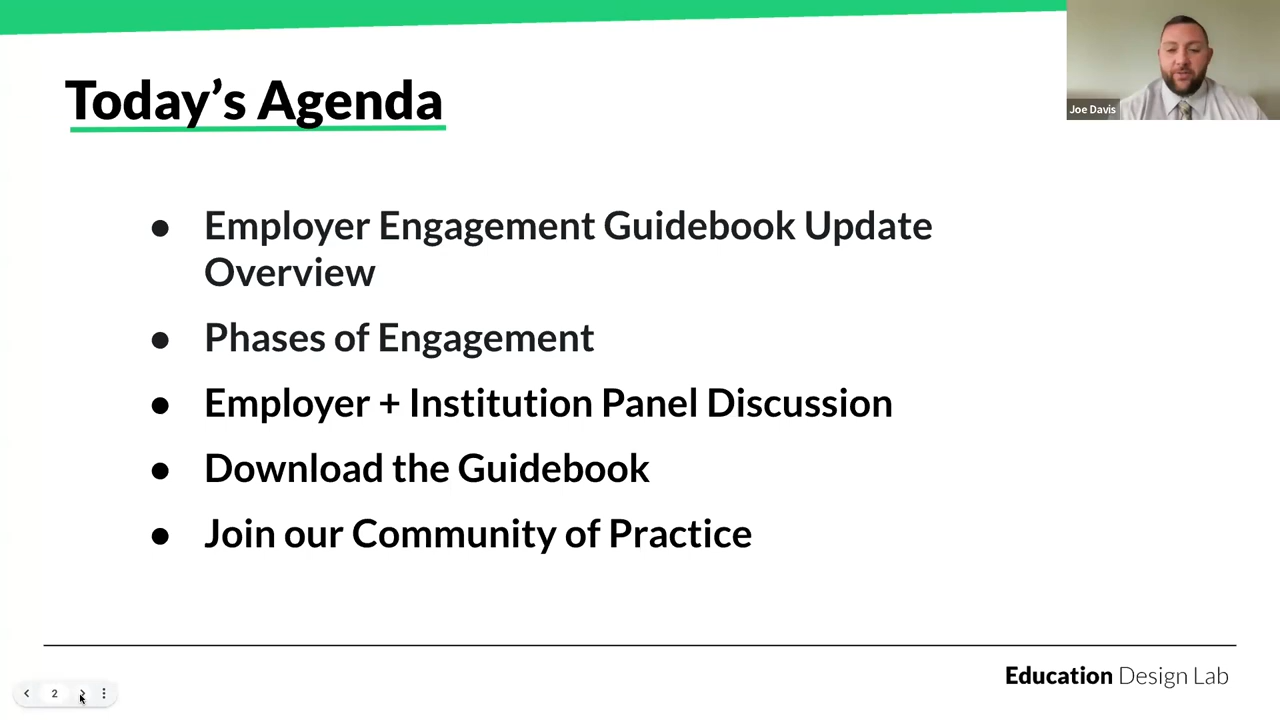 Today's Agenda
Joe Davis
● Employer Engagement Guidebook Update
Overview
● Phases of Engagement
● Employer + Institution Panel Discussion
● Download the Guidebook
● Join our Community of Practice
Education Design Lab
2